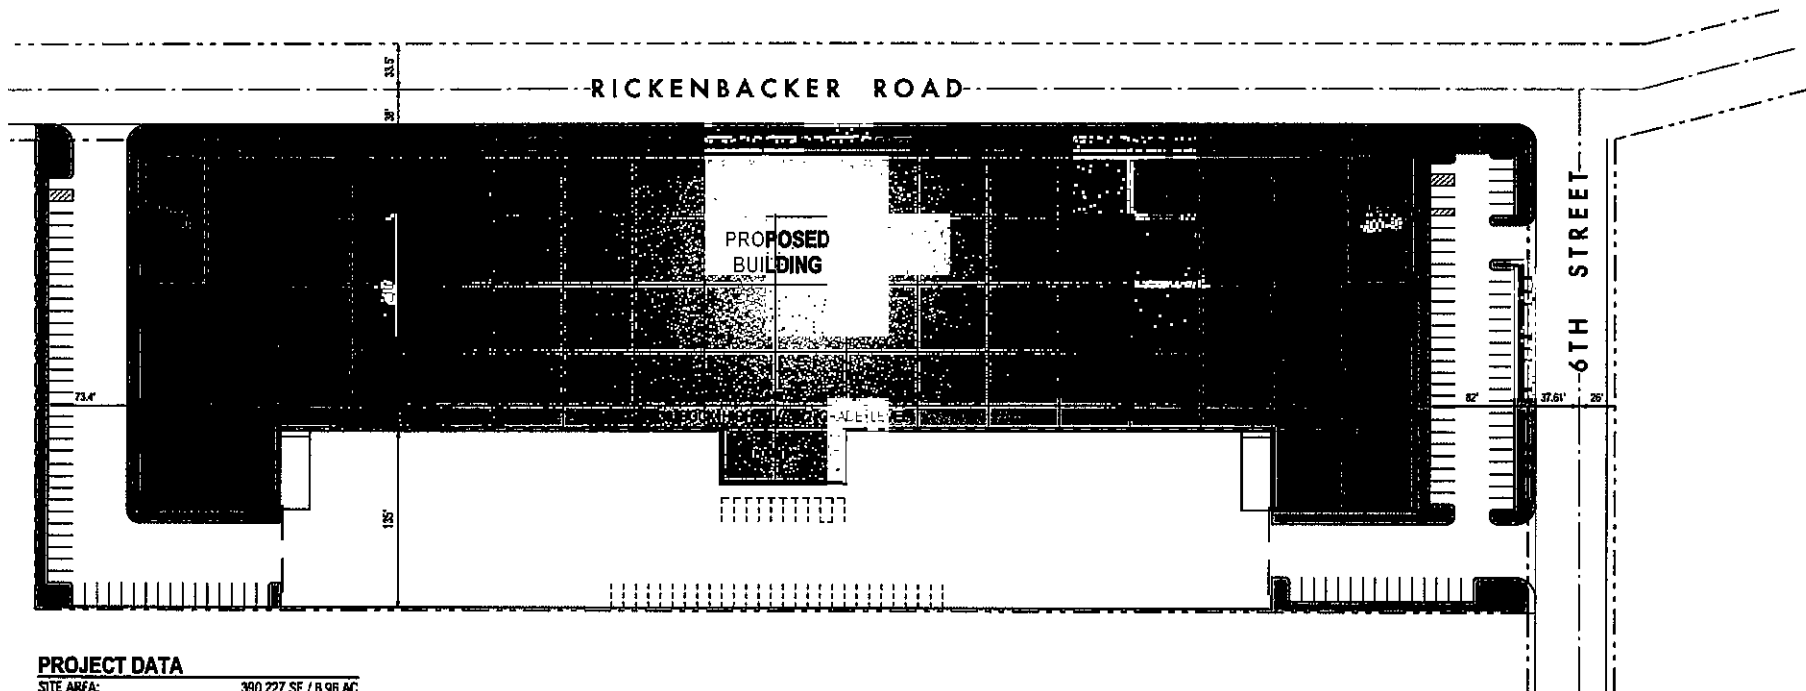 33.5'
RICKENBACKER ROAD
38'
PROPOSED
BUILDING
6TH STREET
73.4'
82'
37.61'
26'
135'
PROJECT DATA
SITE AREA: 390,227 SF / 8.96 AC